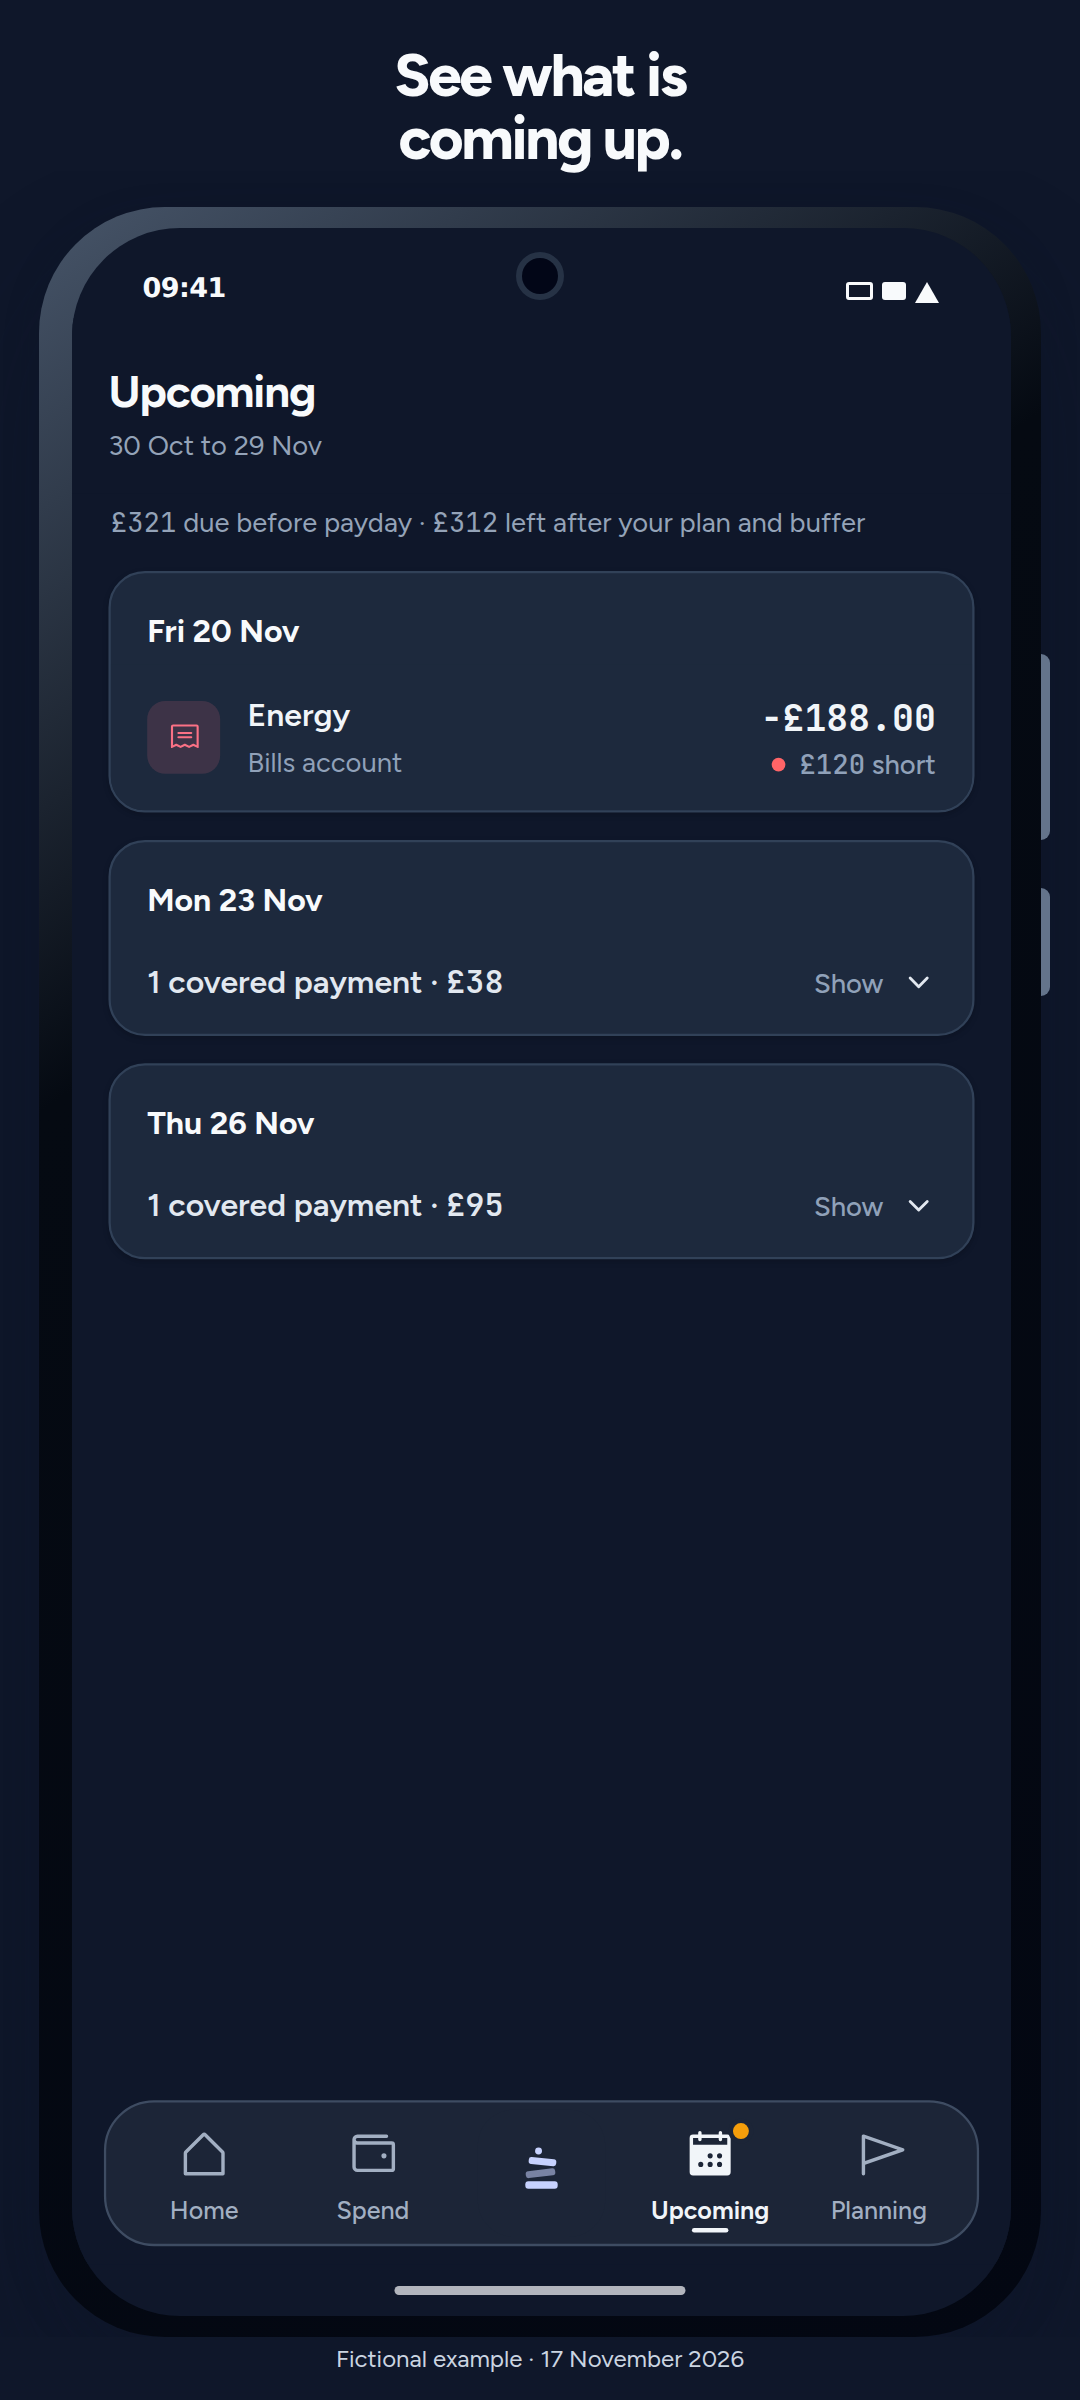 See what is
coming up.
09:41
Upcoming
30 Oct to 29 Nov
£321 due before payday · £312 left after your plan and buffer
Fri 20 Nov
Energy
-£188.00
Bills account
£120 short
Mon 23 Nov
1 covered payment · £38
Show
Thu 26 Nov
1 covered payment · £95
Show
Home
Spend
Upcoming
Planning
Fictional example · 17 November 2026